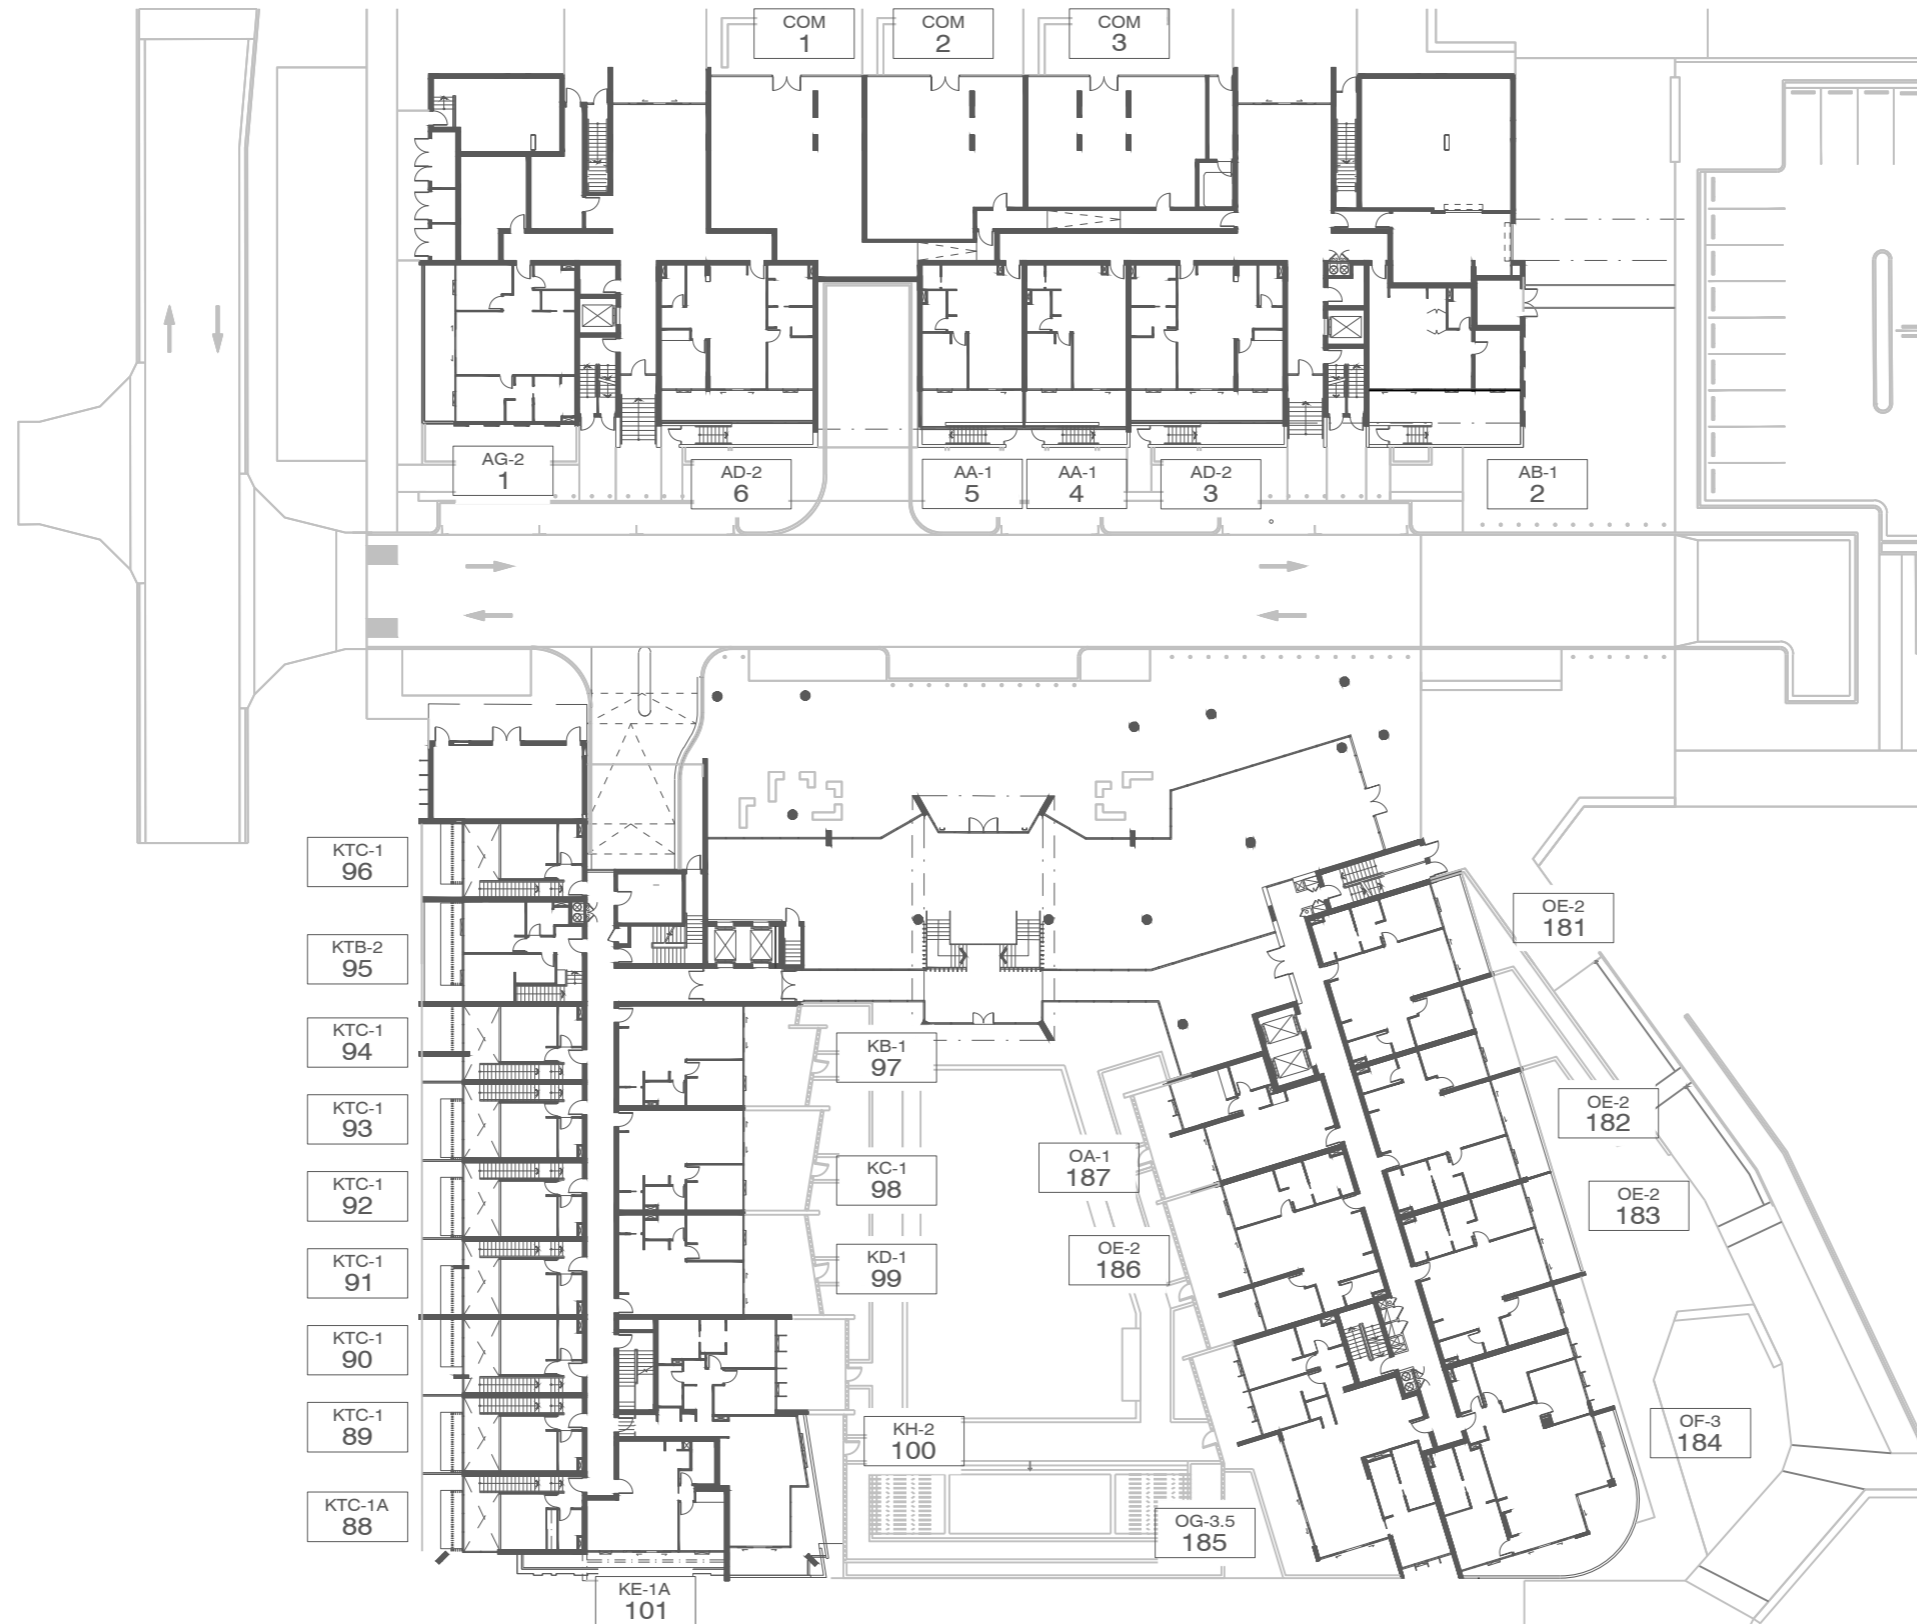 COM
1
COM
2
COM
3
AG-2
1
AD-2
6
AA-1
5
AA-1
4
AD-2
3
AB-1
2
KTC-1
96
KTB-2
95
KTC-1
94
KTC-1
93
KTC-1
92
KTC-1
91
KTC-1
90
KTC-1
89
KTC-1A
88
KB-1
97
KC-1
98
KD-1
99
KH-2
100
KE-1A
101
OE-2
181
OE-2
182
OE-2
183
OF-3
184
OA-1
187
OE-2
186
OG-3.5
185